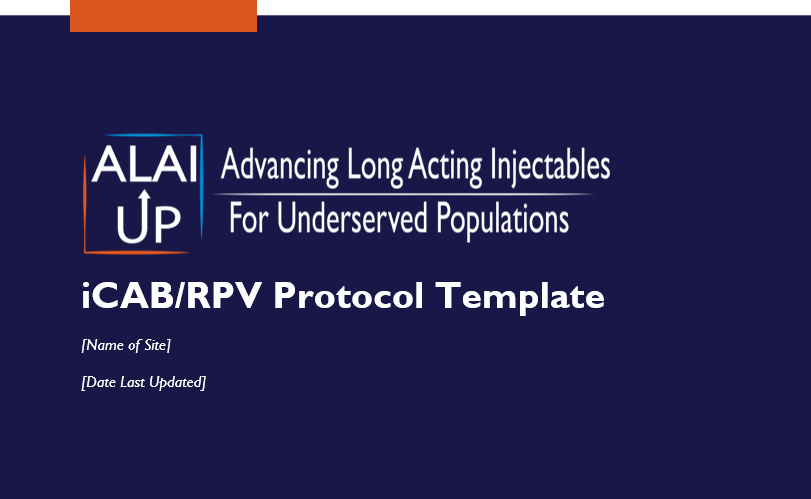 ALAI
UP
Advancing Long Acting Injectables
For Underserved Populations
iCAB/RPV Protocol Template
[Name of Site]
[Date Last Updated]